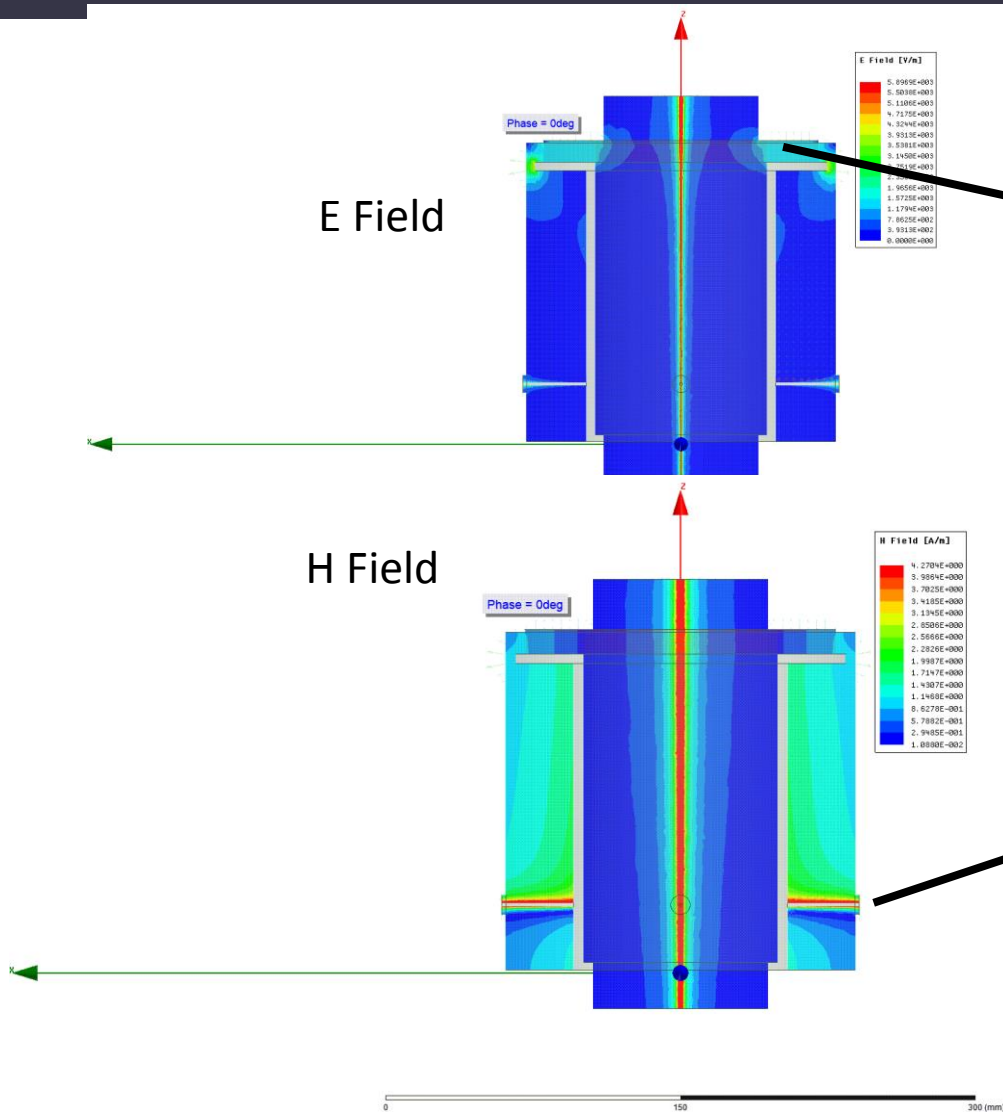 z
E Field [V/m]
5.8969E+003
5.5038E+003
5.1106E+003
4.7175E+003
4.3244E+003
3.9313E+003
3.5381E+003
3.1450E+003
1.9656E+003
1.5725E+003
1.1794E+003
7.8625E+002
3.9313E+002
0.0000E+000
Phase = 0deg
E Field
x
z
H Field [A/m]
4.2704E+000
3.9864E+000
3.7025E+000
3.4185E+000
3.1345E+000
2.8506E+000
2.5666E+000
2.2826E+000
1.9987E+000
1.7147E+000
1.4307E+000
1.1468E+000
8.6278E-001
5.7882E-001
2.9485E-001
1.0880E-002
H Field
Phase = 0deg
x
0 150 300 (mm)